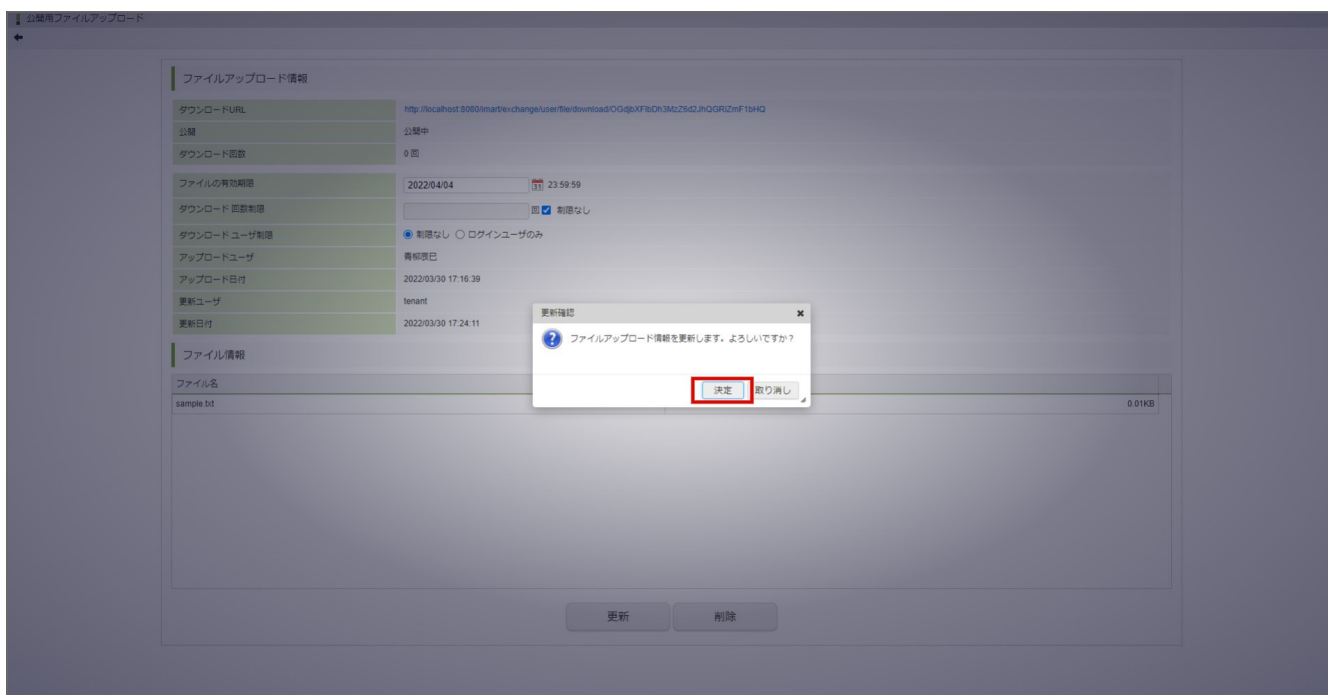 公開用ファイルアップロード
ファイルアップロード情報
ダウンロードURL
公開 公開中
ダウンロード回数 0 回
ファイルの有効期限 2022/04/04 31 23:59:59
ダウンロード 回数制限 回 制限なし
ダウンロード ユーザ制限 制限なし ログインユーザのみ
アップロードユーザ 青柳辰巳
アップロード日付 2022/03/30 17:16:39
更新ユーザ tenant
更新日付 2022/03/30 17:24:11
更新確認
ファイルアップロード情報を更新します。よろしいですか?
決定 取り消し
ファイル情報
ファイル名
sample.txt 0.01KB
更新 削除